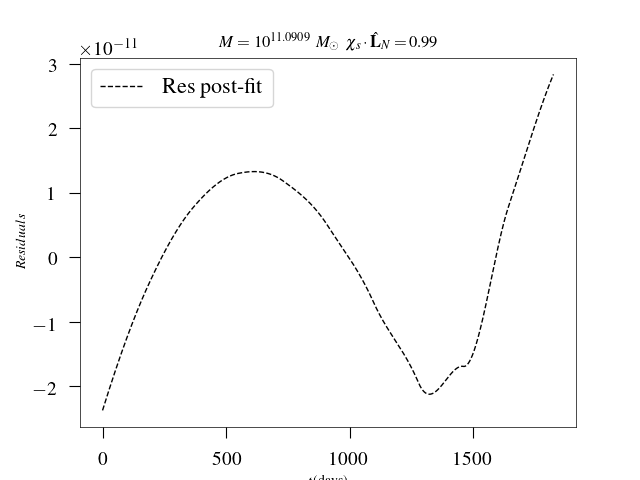 ×10⁻¹¹
M = 10^11.0909 M⊙ χs · L̂N = 0.99
Res post-fit
3
2
1
0
−1
−2
Residuals
0 500 1000 1500
t(days)